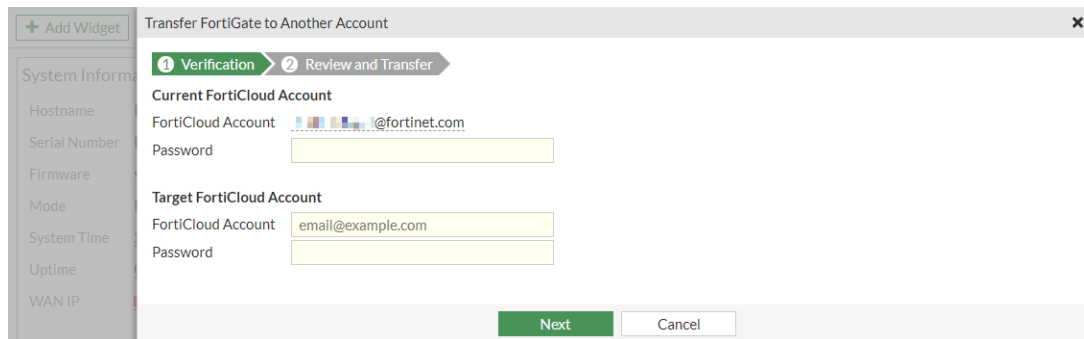 + Add Widget
Transfer FortiGate to Another Account
×
System Informa
Hostname
Serial Number
Firmware
Mode
System Time
Uptime
WAN IP
1 Verification
2 Review and Transfer
Current FortiCloud Account
FortiCloud Account @fortinet.com
Password
Target FortiCloud Account
FortiCloud Account email@example.com
Password
Next
Cancel